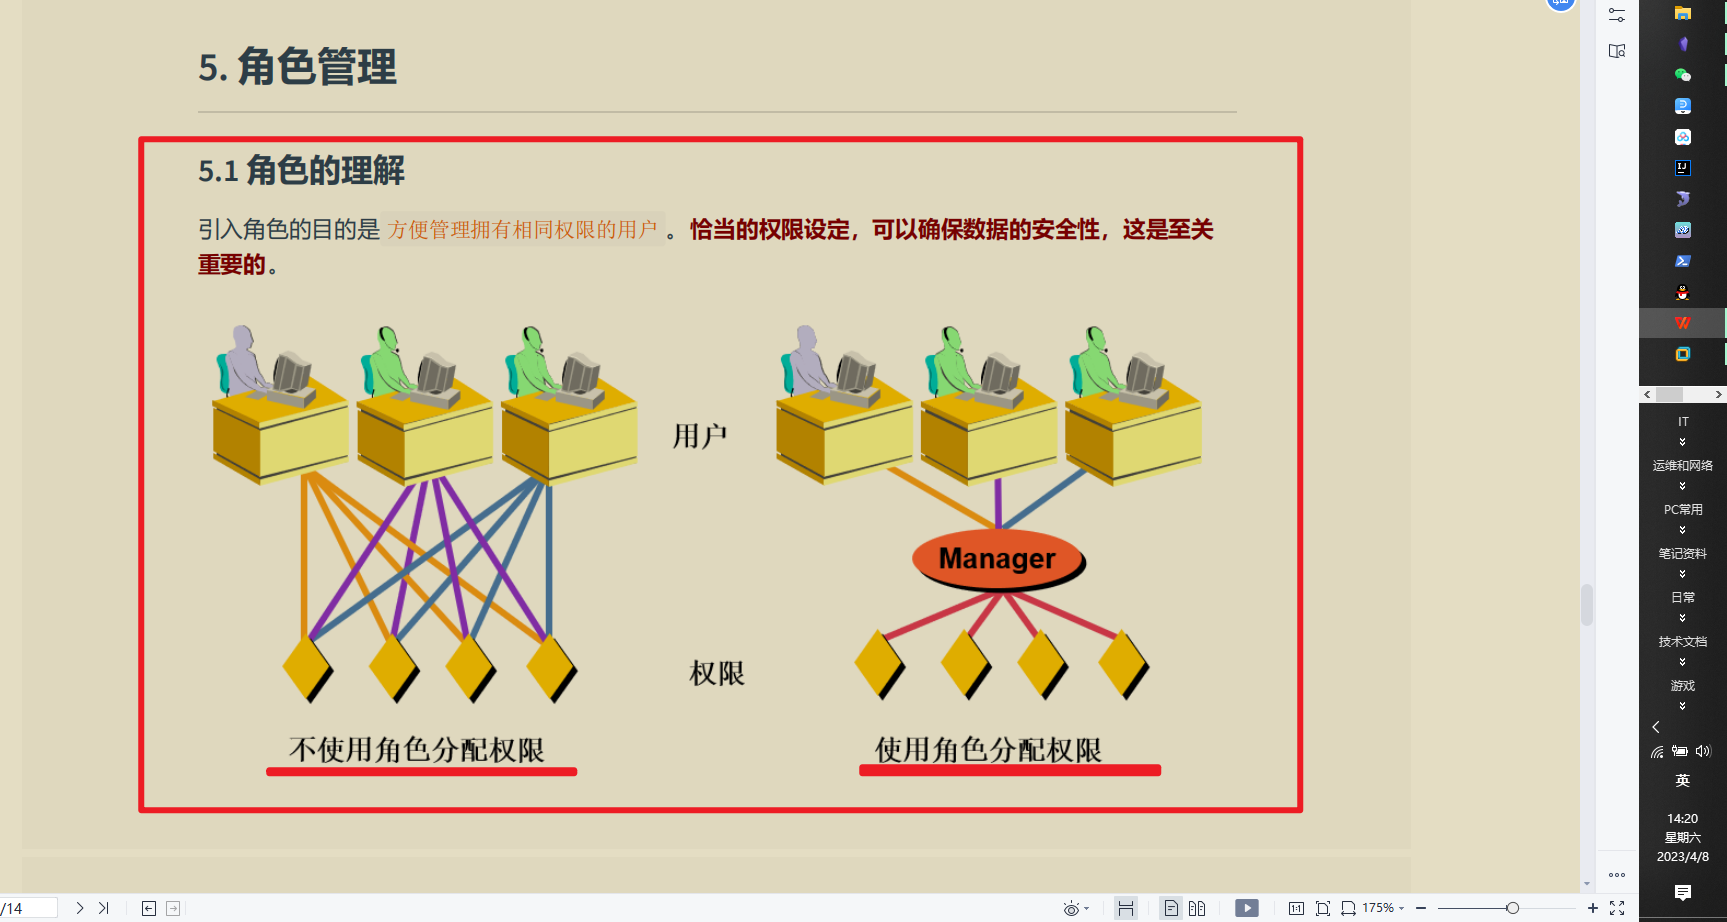 5. 角色管理
5.1 角色的理解
引入角色的目的是 方便管理拥有相同权限的用户 。恰当的权限设定，可以确保数据的安全性，这是至关
重要的。
用户
Manager
权限
不使用角色分配权限
使用角色分配权限
/14
1:1
175%
IT
运维和网络
PC常用
笔记资料
日常
技术文档
游戏
英
14:20
星期六
2023/4/8